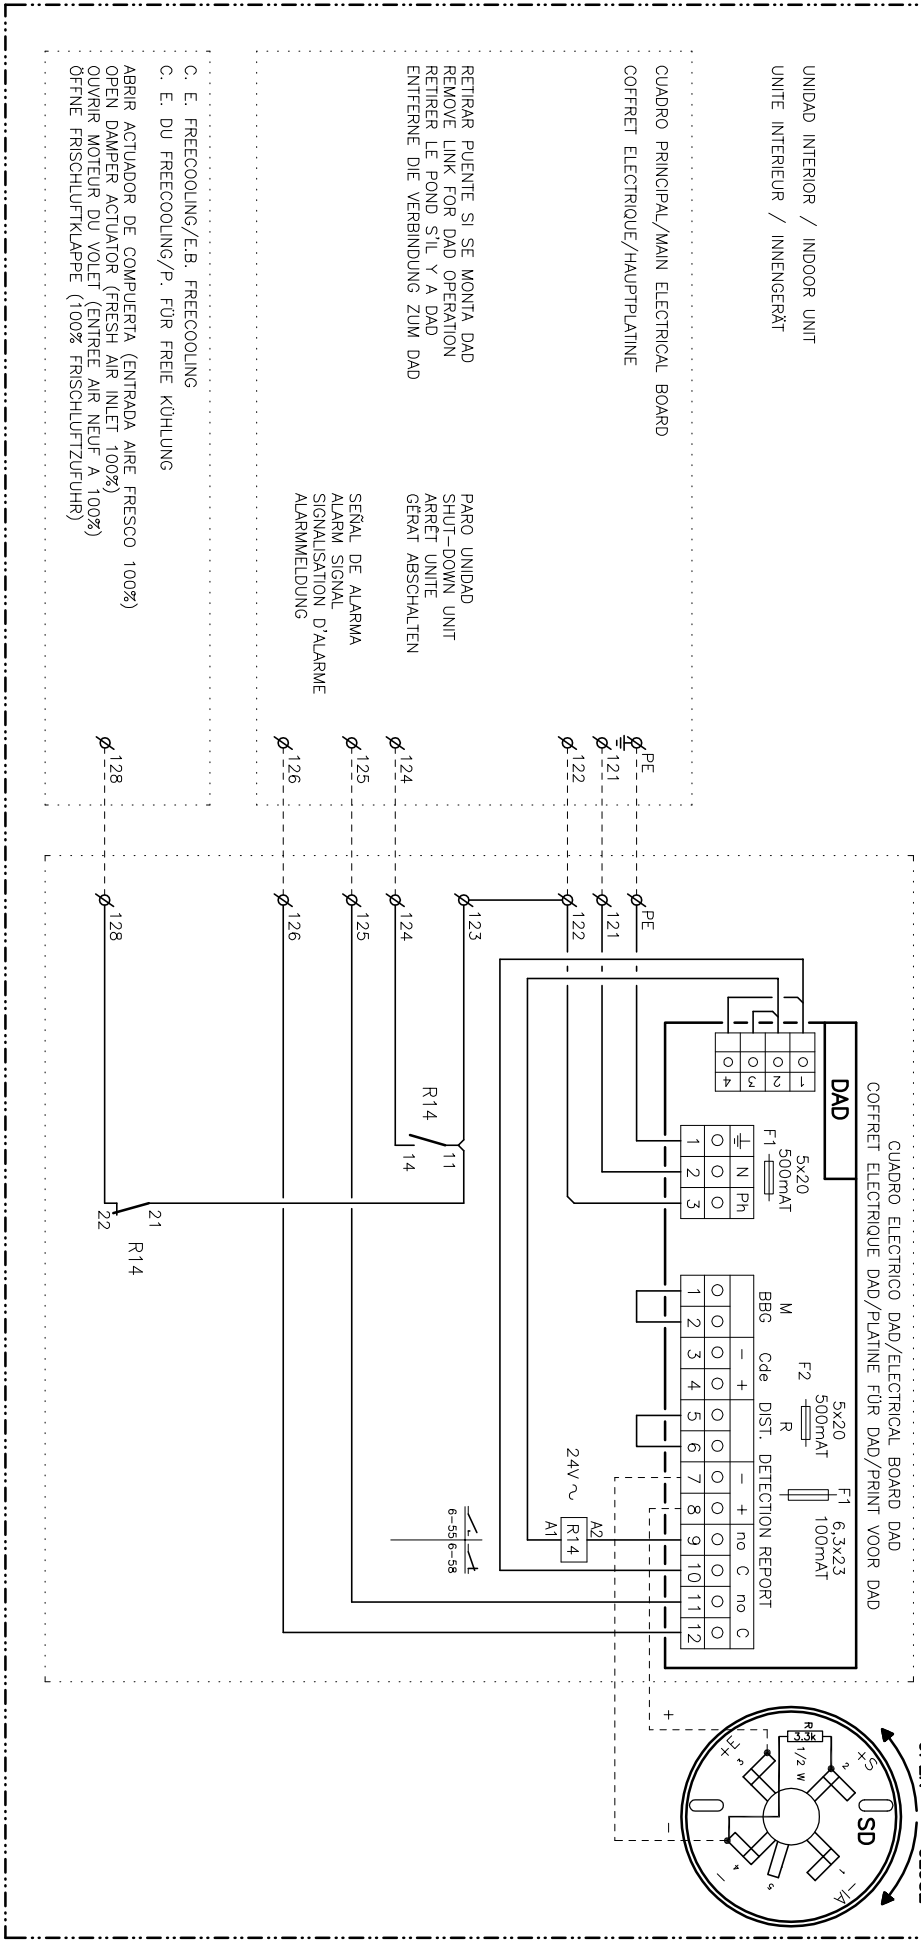 UNIDAD INTERIOR / INDOOR UNIT
UNITE INTERIEUR / INNENGERÄT
CUADRO PRINCIPAL/MAIN ELECTRICAL BOARD
COFFRET ELECTRIQUE/HAUPTPLATINE
RETIRAR PUENTE SI SE MONTA DAD
REMOVE LINK FOR DAD OPERATION
RETIRER LE POND S'IL Y A DAD
ENTFERNE DIE VERBINDUNG ZUM DAD
PARO UNIDAD
SHUT-DOWN UNIT
ARRÊT UNITE
GERÄT ABSCHALTEN
SEÑAL DE ALARMA
ALARM SIGNAL
SIGNALISATION D'ALARME
ALARMMELDUNG
C. E. FREECOOLING/E.B. FREECOOLING
C. E. DU FREECOOLING/P. FÜR FREIE KÜHLUNG
ABRIR ACTUADOR DE COMPUERTA (ENTRADA AIRE FRESCO 100%)
OPEN DAMPER ACTUATOR (FRESH AIR INLET 100%)
OUVRIR MOTEUR DU VOLET (ENTREE AIR NEUF A 100%)
ÖFFNE FRISCHLUFTKLAPPE (100% FRISCHLUFTZUFUHR)
PE
121
122
124
125
126
128
PE
121
122
123
124
125
126
128
CUADRO ELECTRICO DAD/ELECTRICAL BOARD DAD
COFFRET ELECTRIQUE DAD/PLATINE FÜR DAD/PRINT VOOR DAD
DAD
1
2
3
4
F1
5x20
500mAT
N Ph
1 2 3
F2
5x20
500mAT
F1
6,3x23
100mAT
M
R
BBG Cde DIST. DETECTION REPORT
- + - + no C no C
1 2 3 4 5 6 7 8 9 10 11 12
24V ~
A1 R14 A2
6-55 6-58
R14
11
14
21
22
R14
+
-
SD
+S
2
-IA
1
+E
3
-
4
5
R
3.3k
1/2 W